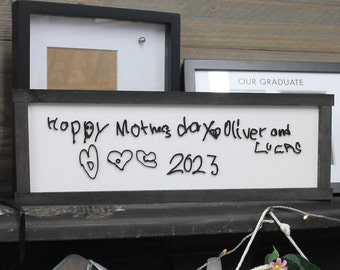 OUR GRADUATE
Happy Mothers day Oliver and
Lucas
2023